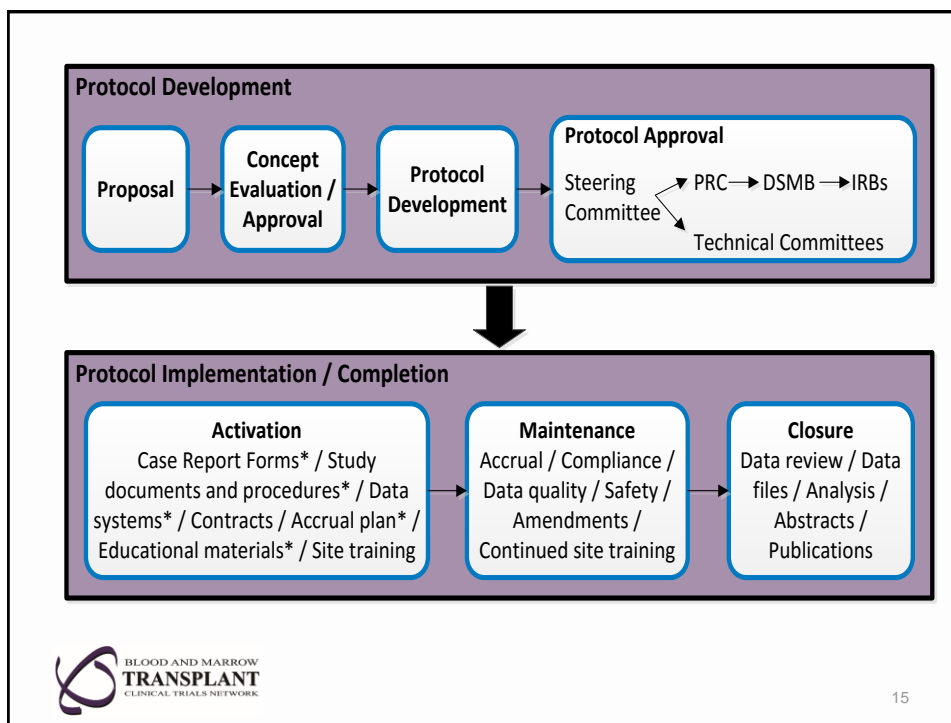 Protocol Development
Proposal
Concept
Evaluation /
Approval
Protocol
Development
Protocol Approval
Steering
Committee
PRC
DSMB
IRBs
Technical Committees
Protocol Implementation / Completion
Activation
Case Report Forms* / Study
documents and procedures* / Data
systems* / Contracts / Accrual plan* /
Educational materials* / Site training
Maintenance
Accrual / Compliance /
Data quality / Safety /
Amendments /
Continued site training
Closure
Data review / Data
files / Analysis /
Abstracts /
Publications
BLOOD AND MARROW
TRANSPLANT
CLINICAL TRIALS NETWORK
15